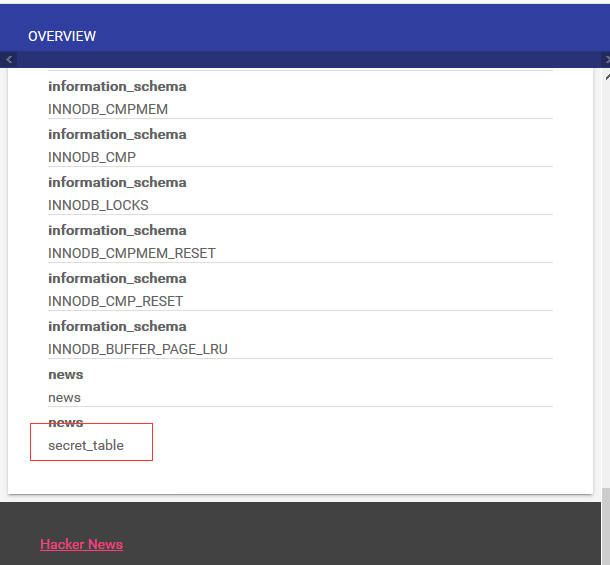 OVERVIEW
information_schema
INNODB_CMPMEM
information_schema
INNODB_CMP
information_schema
INNODB_LOCKS
information_schema
INNODB_CMPMEM_RESET
information_schema
INNODB_CMP_RESET
information_schema
INNODB_BUFFER_PAGE_LRU
news
news
news
secret_table
Hacker News